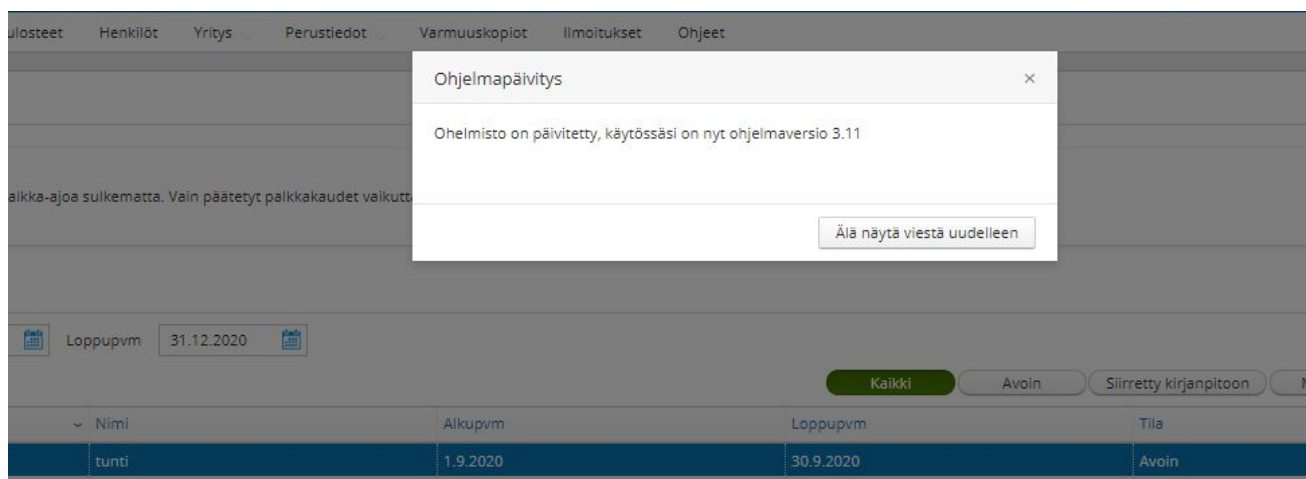 ulosteet Henkilöt Yritys Perustiedot Varmuuskopiot Ilmoitukset Ohjeet
Ohjelmapäivitys ×
Ohelmisto on päivitetty, käytössäsi on nyt ohjelmaversio 3.11
alkka-ajoa sulkematta. Vain päätetyt palkkakaudet vaikutta
Älä näytä viestä uudelleen
Loppupvm 31.12.2020
Kaikki Avoin Siirretty kirjanpitoon
Nimi Alkupvm Loppupvm Tila
tunti 1.9.2020 30.9.2020 Avoin